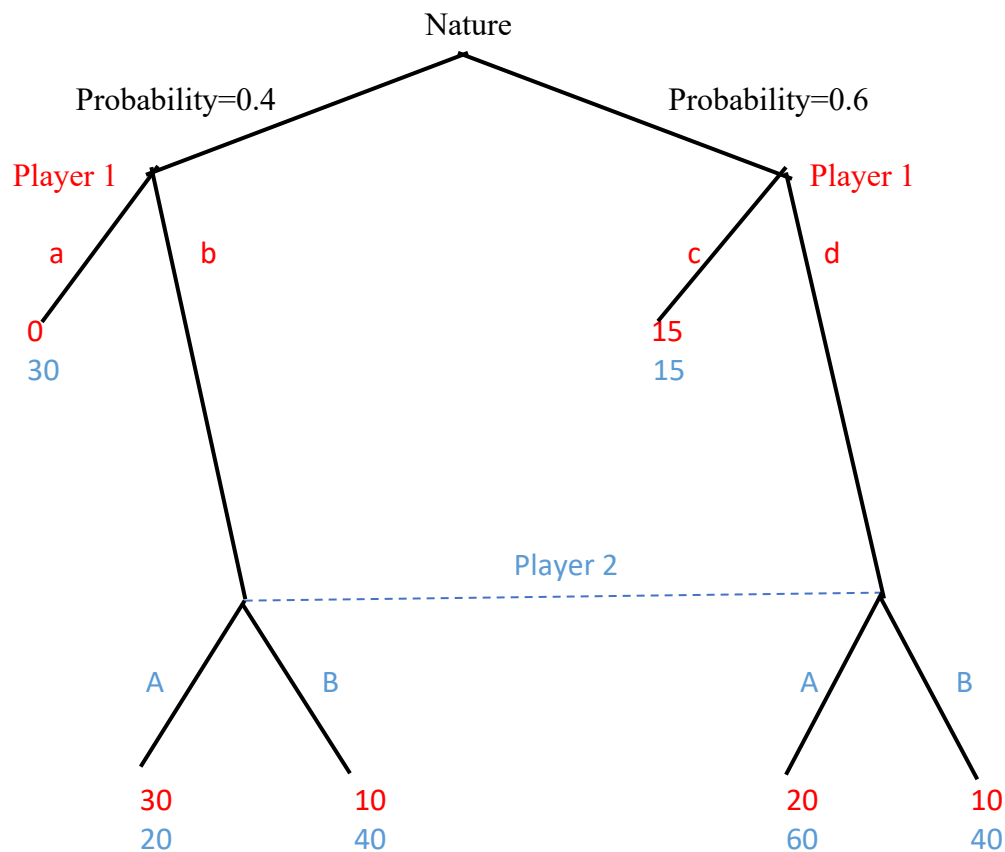 Nature
Probability=0.4
Probability=0.6
Player 1
Player 1
a
b
c
d
0
30
15
15
Player 2
A
B
A
B
30
10
20
10
20
40
60
40